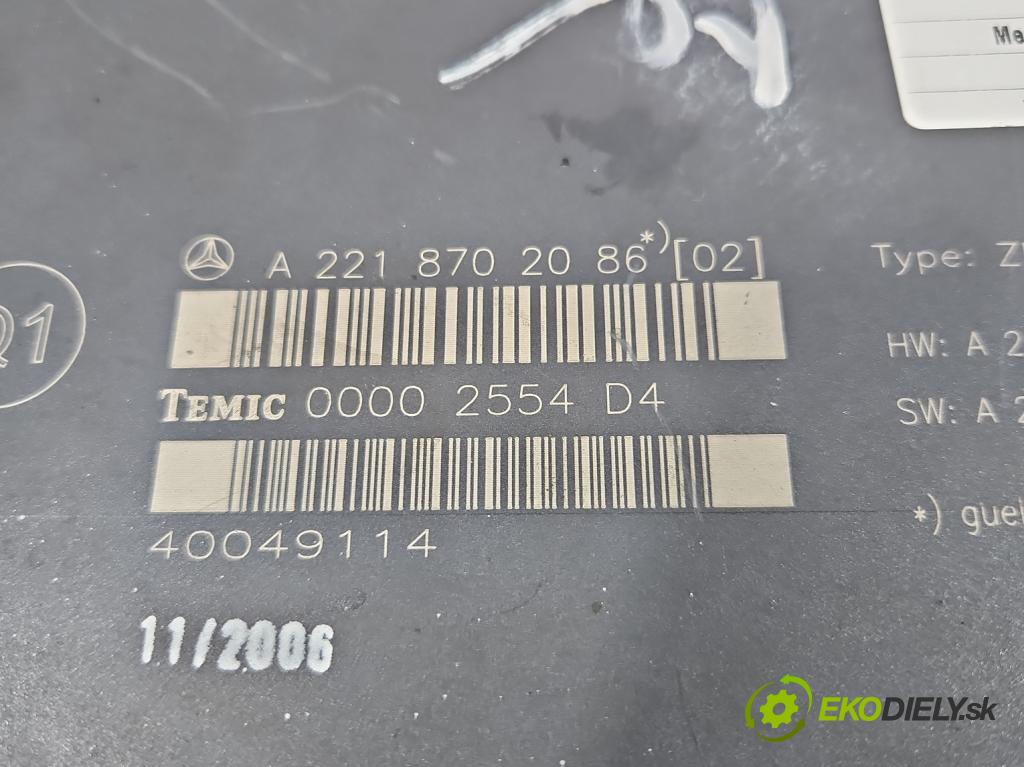 Me
A 221 870 20 86*)[02]
Type: Z
Q1
HW: A 2
TEMIC 0000 2554 D4
SW: A 2
*) guel
40049114
11/2006
EKODIELY.sk